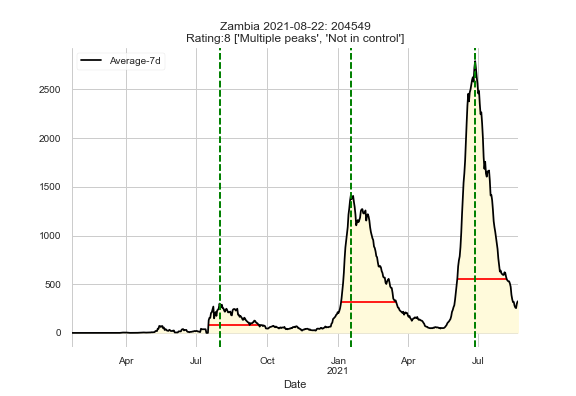 Zambia 2021-08-22: 204549
Rating:8 ['Multiple peaks', 'Not in control']
Average-7d
2500
2000
1500
1000
500
0
Apr Jul Oct Jan Apr Jul
2021
Date